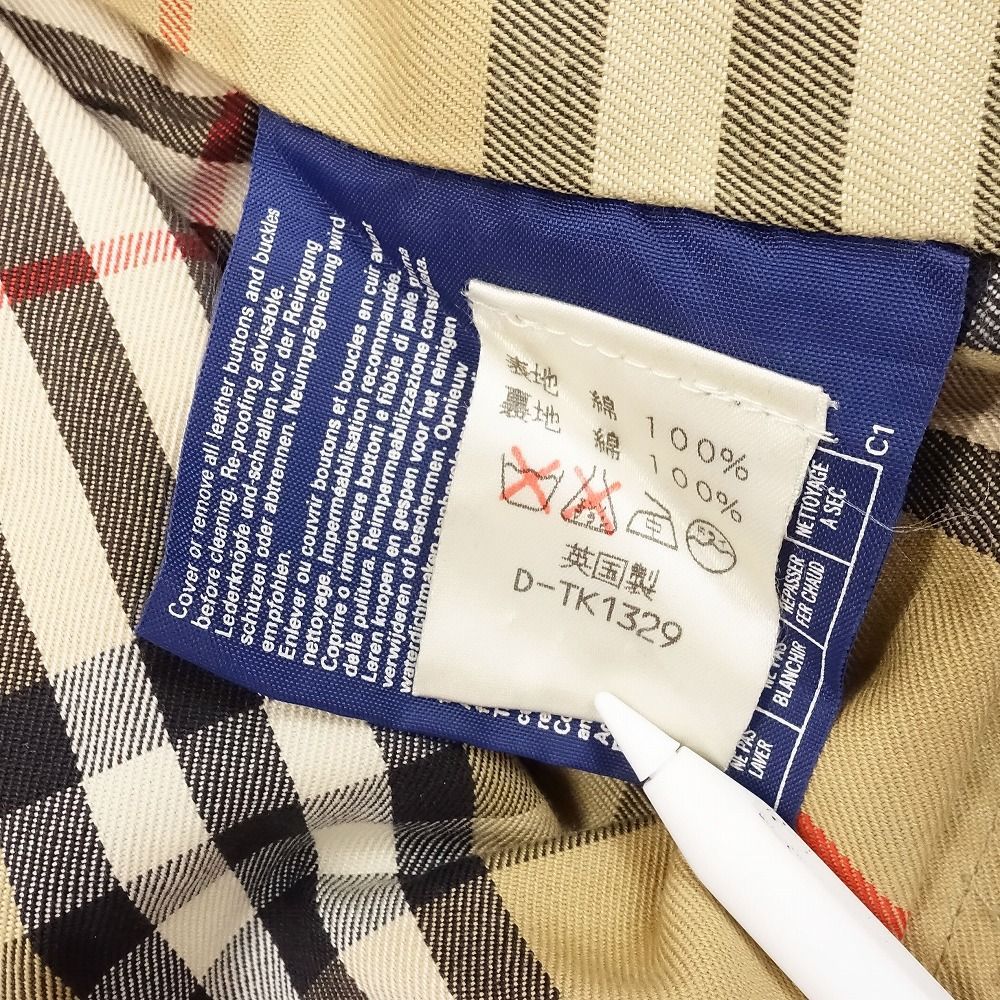 Cover or remove all leather buttons and buckles
before cleaning. Re-proofing advisable.
Lederknöpfe und-schnallen vor der Reinigung
schützen oder abtrennen. Neuimprägnierung wird
empfohlen.
Enlever ou couvrir boutons et boucles en cuir avant
nettoyage. Imperméabilisation recommandée.
Coprire o rimuovere bottoni e fibbie di pelle prima
della pulitura. Reimpermeabilizzazione consigliata.
Leren knopen en gespen voor het reinigen
verwijderen of beschermen. Opnieuw
waterdichtmaken
表地 綿 100%
裏地 綿 100%
英国製
D-TK1329
C1
NETTOYAGE
A SEC
REPASSER
FER CHAUD
NE PAS
BLANCHIR
NE PAS
LAVER